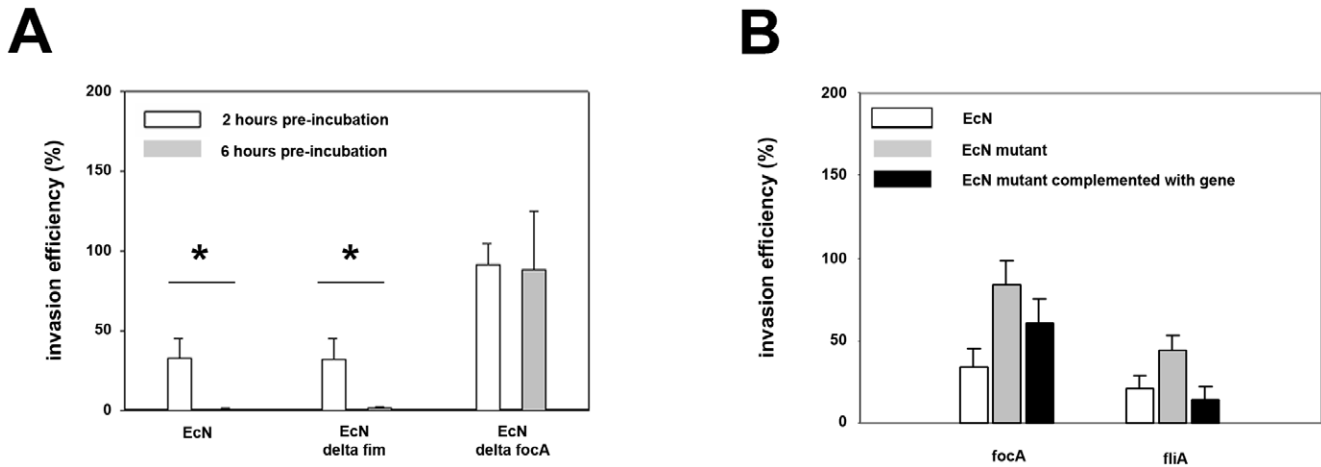 A
invasion efficiency (%)
200
150
100
50
0
2 hours pre-incubation
6 hours pre-incubation
*
*
EcN
EcN
delta fim
EcN
delta focA
B
invasion efficiency (%)
200
150
100
50
0
EcN
EcN mutant
EcN mutant complemented with gene
focA
fliA